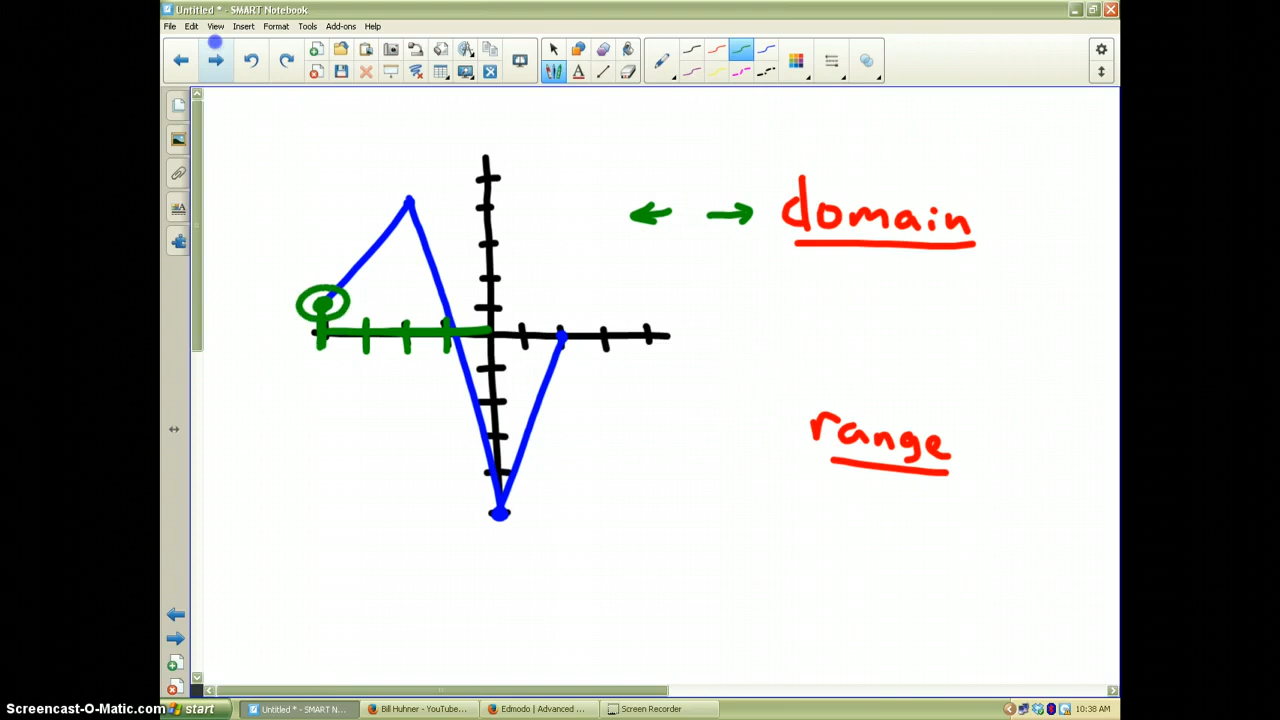 Untitled * - SMART Notebook
File Edit View Insert Format Tools Add-ons Help
domain
range
Screencast-O-Matic.com
start
Untitled * - SMART N...
Bill Huhner - YouTube...
Edmodo | Advanced ...
Screen Recorder
10:38 AM